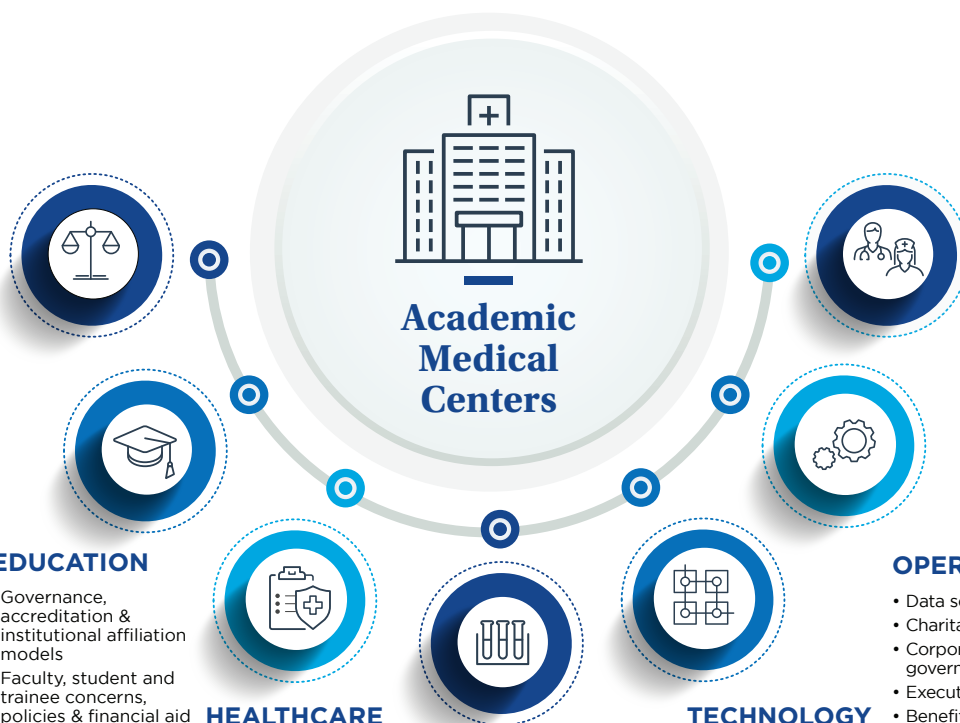 Academic
Medical
Centers
EDUCATION
Governance,
accreditation &
institutional affiliation
models
Faculty, student and
trainee concerns,
policies & financial aid
HEALTHCARE
TECHNOLOGY
OPER
• Data s
• Charita
• Corpor
govern
• Execut
• Benefit